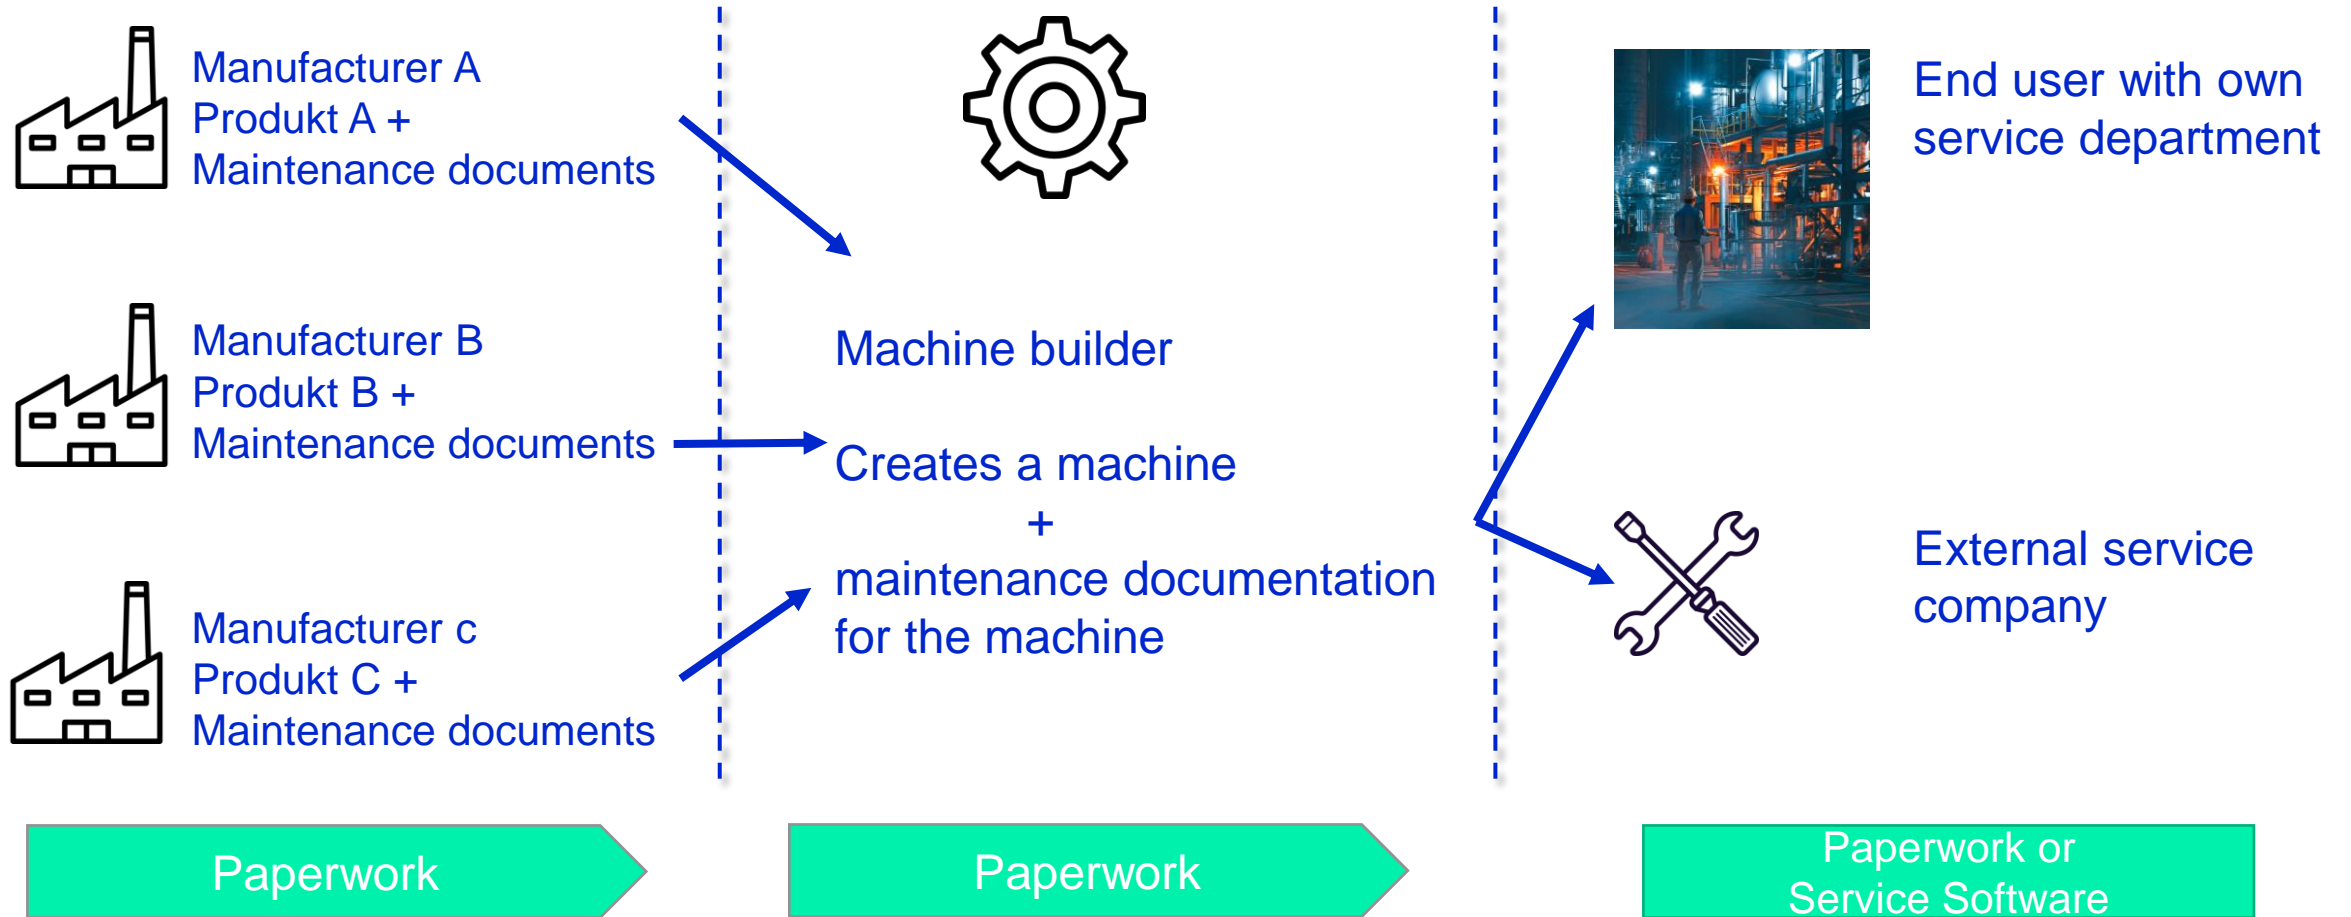 Manufacturer A
Produkt A +
Maintenance documents
Manufacturer B
Produkt B +
Maintenance documents
Manufacturer c
Produkt C +
Maintenance documents
Machine builder
Creates a machine
+
maintenance documentation
for the machine
End user with own
service department
External service
company
Paperwork
Paperwork
Paperwork or
Service Software